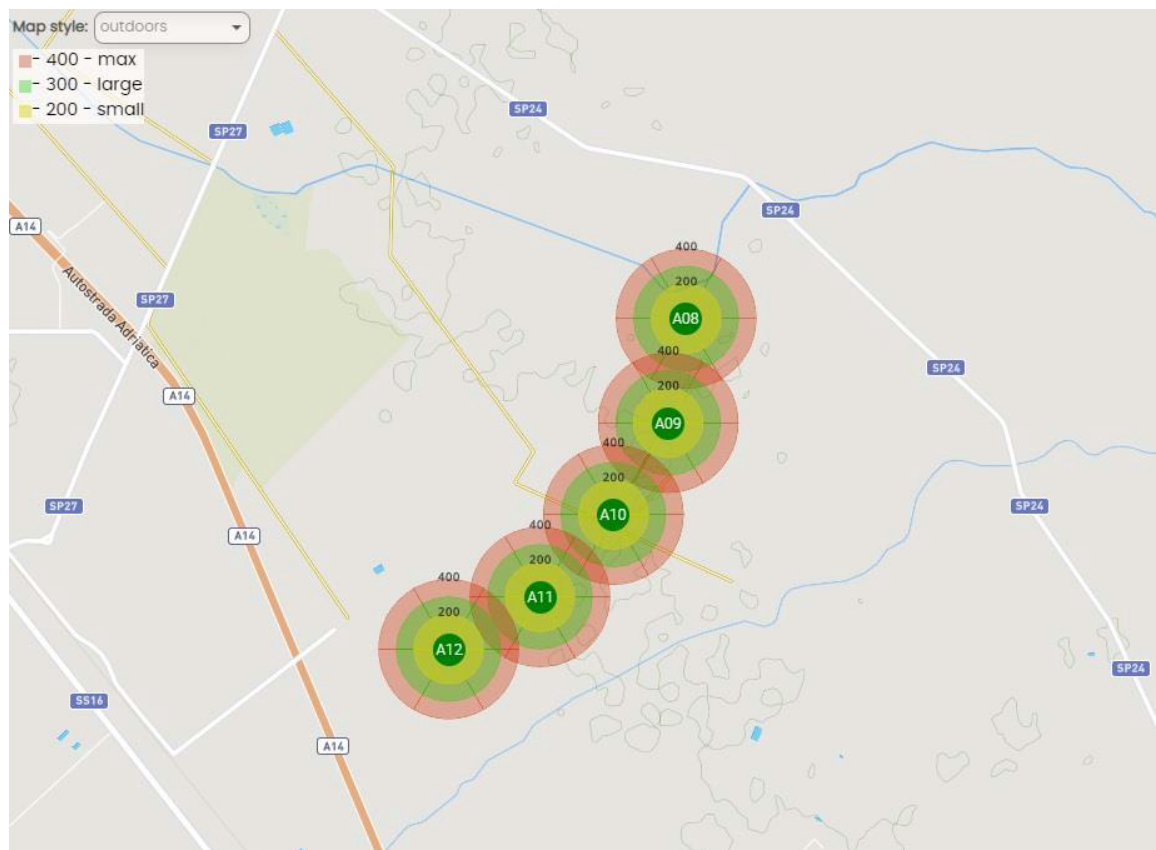 Map style: outdoors
- 400 - max
- 300 - large
- 200 - small
SP27
SP24
A14
SP24
SP27
Autostrada Adriatica
A14
400
200
A08
400
200
A09
SP24
400
200
A10
SP27
A14
SP24
400
200
A11
400
200
A12
SP24
SS16
A14